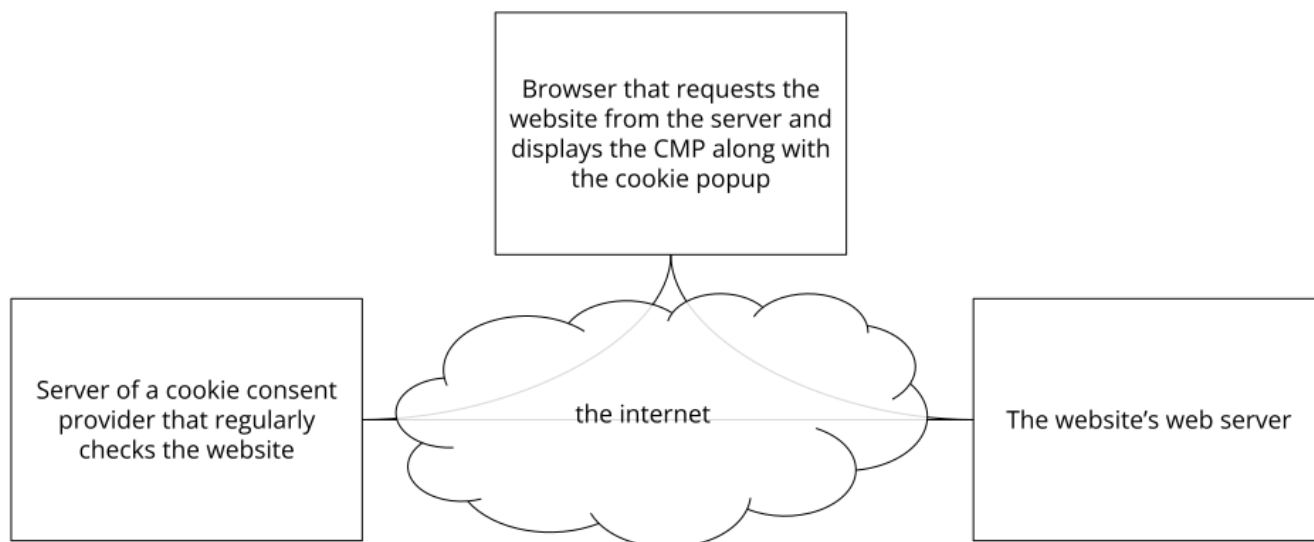 Browser that requests the
website from the server and
displays the CMP along with
the cookie popup
Server of a cookie consent
provider that regularly
checks the website
the internet
The website’s web server